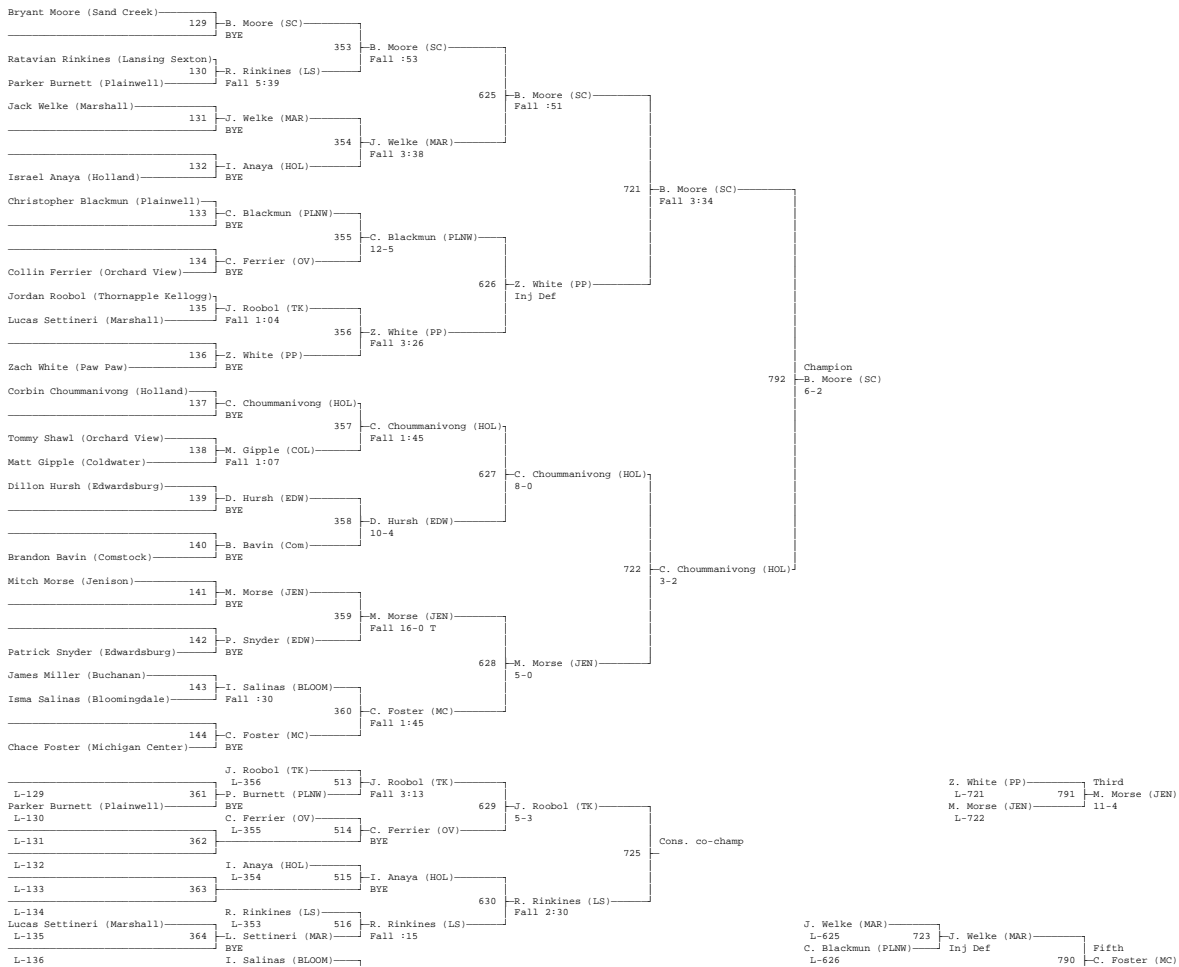 Bryant Moore (Sand Creek)
129 B. Moore (SC)
BYE
353 B. Moore (SC)
Ratavian Rinkines (Lansing Sexton) Fall :53
130 R. Rinkines (LS)
Parker Burnett (Plainwell) Fall 5:39
625 B. Moore (SC)
Jack Welke (Marshall) Fall :51
131 J. Welke (MAR)
BYE
354 J. Welke (MAR)
Fall 3:38
132 I. Anaya (HOL)
Israel Anaya (Holland) BYE
721 B. Moore (SC)
Christopher Blackmun (Plainwell) Fall 3:34
133 C. Blackmun (PLNW)
BYE
355 C. Blackmun (PLNW)
12-5
134 C. Ferrier (OV)
Collin Ferrier (Orchard View) BYE
626 Z. White (PP)
Jordan Roobol (Thornapple Kellogg) Inj Def
135 J. Roobol (TK)
Lucas Settineri (Marshall) Fall 1:04
356 Z. White (PP)
Fall 3:26
136 Z. White (PP)
Zach White (Paw Paw) BYE Champion
792 B. Moore (SC)
Corbin Choummanivong (Holland) 6-2
137 C. Choummanivong (HOL)
BYE
357 C. Choummanivong (HOL)
Tommy Shawl (Orchard View) Fall 1:45
138 M. Gipple (COL)
Matt Gipple (Coldwater) Fall 1:07
627 C. Choummanivong (HOL)
Dillon Hursh (Edwardsburg) 8-0
139 D. Hursh (EDW)
BYE
358 D. Hursh (EDW)
10-4
140 B. Bavin (Com)
Brandon Bavin (Comstock) BYE
722 C. Choummanivong (HOL)
Mitch Morse (Jenison) 3-2
141 M. Morse (JEN)
BYE
359 M. Morse (JEN)
Fall 16-0 T
142 P. Snyder (EDW)
Patrick Snyder (Edwardsburg) BYE
628 M. Morse (JEN)
James Miller (Buchanan) 5-0
143 I. Salinas (BLOOM)
Isma Salinas (Bloomingdale) Fall :30
360 C. Foster (MC)
Fall 1:45
144 C. Foster (MC)
Chace Foster (Michigan Center) BYE
J. Roobol (TK)
L-356 513 J. Roobol (TK) Z. White (PP) Third
L-129 361 P. Burnett (PLNW) Fall 3:13 L-721 791 M. Morse (JEN)
Parker Burnett (Plainwell) BYE 629 J. Roobol (TK) M. Morse (JEN) 11-4
L-130 C. Ferrier (OV) 5-3 L-722
L-355 514 C. Ferrier (OV)
L-131 362 BYE Cons. co-champ
725
L-132 I. Anaya (HOL)
L-354 515 I. Anaya (HOL)
L-133 363 BYE
630 R. Rinkines (LS)
L-134 R. Rinkines (LS) Fall 2:30
Lucas Settineri (Marshall) L-353 516 R. Rinkines (LS) J. Welke (MAR)
L-135 364 L. Settineri (MAR) Fall :15 L-625 723 J. Welke (MAR)
BYE C. Blackmun (PLNW) Inj Def Fifth
L-136 I. Salinas (BLOOM) L-626 790 C. Foster (MC)